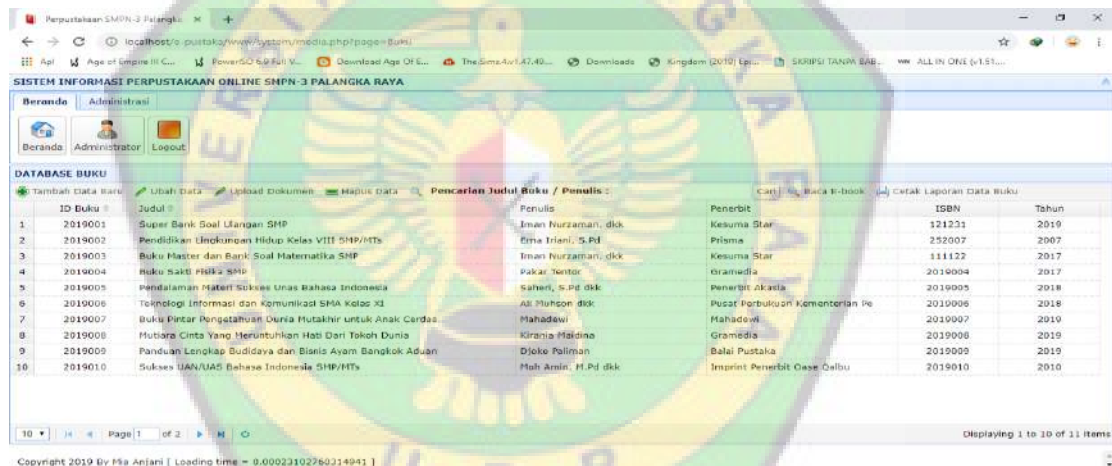 Perpustakaan SMPN-3 Palangka
localhost/e-pustaka/www/system/media.php?page=Buku
Apl Age of Empire III C... PowerISO 6.9 Full V... Download Age Of E... The.Sims.4.v1.47.49... Downloads Kingdom (2019) Epi... SKRIPSI TANPA BAB... ALL IN ONE (v1.51....
SISTEM INFORMASI PERPUSTAKAAN ONLINE SMPN-3 PALANGKA RAYA
Beranda Administrasi
Beranda Administrator Logout
DATABASE BUKU
Tambah Data Baru Ubah Data Upload Dokumen Hapus Data Pencarian Judul Buku / Penulis : Cari Baca E-book Cetak Laporan Data Buku
ID Buku Judul Penulis Penerbit ISBN Tahun
1 2019001 Super Bank Soal Ulangan SMP Iman Nurzaman, dkk Kesuma Star 121231 2019
2 2019002 Pendidikan Lingkungan Hidup Kelas VIII SMP/MTs Erna Iriani, S.Pd Prisma 252007 2007
3 2019003 Buku Master dan Bank Soal Matematika SMP Iman Nurzaman, dkk Kesuma Star 111122 2017
4 2019004 Buku Sakti Fisika SMP Pakar Tentor Gramedia 2019004 2017
5 2019005 Pendalaman Materi Sukses Unas Bahasa Indonesia Saheri, S.Pd dkk Penerbit Akasta 2019005 2018
6 2019006 Teknologi Informasi dan Komunikasi SMA Kelas XI Ali Muhson dkk Pusat Perbukuan Kementerian Pe 2019006 2018
7 2019007 Buku Pintar Pengetahuan Dunia Mutakhir untuk Anak Cerdas Mahadewi Mahadewi 2019007 2019
8 2019008 Mutiara Cinta Yang Meruntuhkan Hati Dari Tokoh Dunia Kirania Maidina Gramedia 2019008 2019
9 2019009 Panduan Lengkap Budidaya dan Bisnis Ayam Bangkok Aduan Djoko Paliman Balai Pustaka 2019009 2019
10 2019010 Sukses UAN/UAS Bahasa Indonesia SMP/MTs Muh Amin, M.Pd dkk Imprint Penerbit Oase Qalbu 2019010 2010
10 Page 1 of 2 Displaying 1 to 10 of 11 items
Copyright 2019 By Mia Anjani [ Loading time = 0.00023102760314941 ]